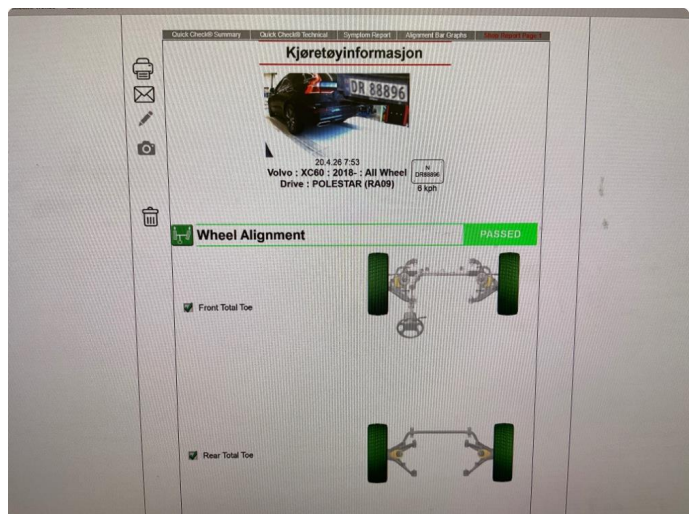 Quick Check® Summary Quick Check® Technical Symptom Report Alignment Bar Graphs
Kjøretøyinformasjon
DR 88896
20.4.26 7:53
Volvo : XC60 : 2018- : All Wheel
Drive : POLESTAR (RA09)
N
DR88896
6 kph
Wheel Alignment PASSED
Front Total Toe
Rear Total Toe